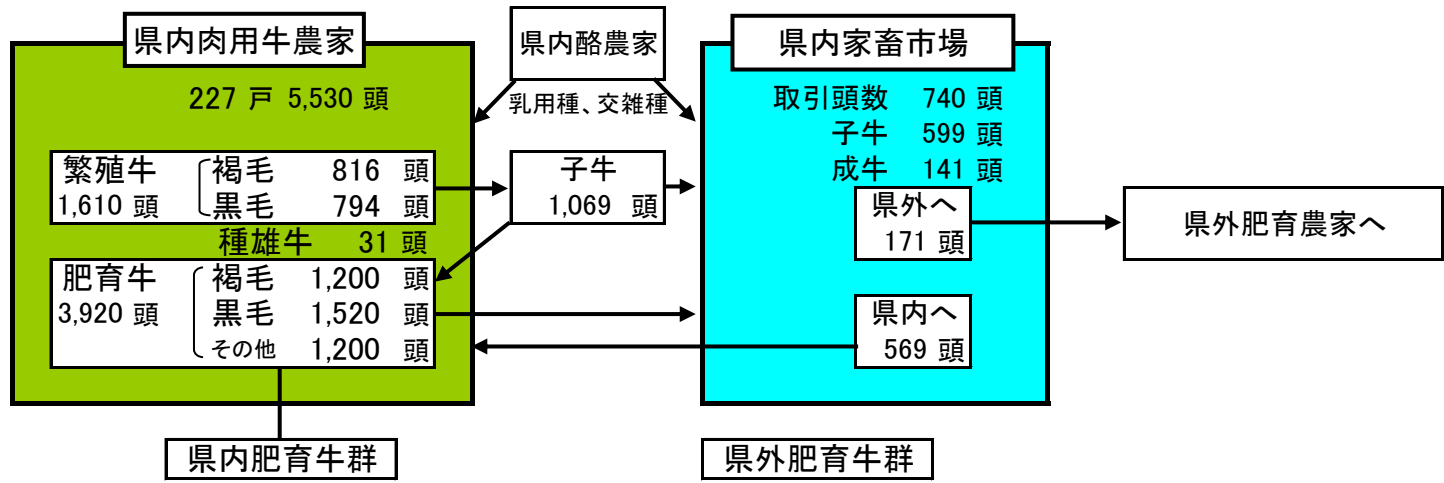 県内肉用牛農家
227 戸 5,530 頭
繁殖牛 褐毛 816 頭
1,610 頭 黒毛 794 頭
種雄牛 31 頭
肥育牛 褐毛 1,200 頭
3,920 頭 黒毛 1,520 頭
その他 1,200 頭
県内肥育牛群
県内酪農家
乳用種、交雑種
子牛
1,069 頭
県内家畜市場
取引頭数 740 頭
子牛 599 頭
成牛 141 頭
県外へ
171 頭
県内へ
569 頭
県外肥育牛群
県外肥育農家へ